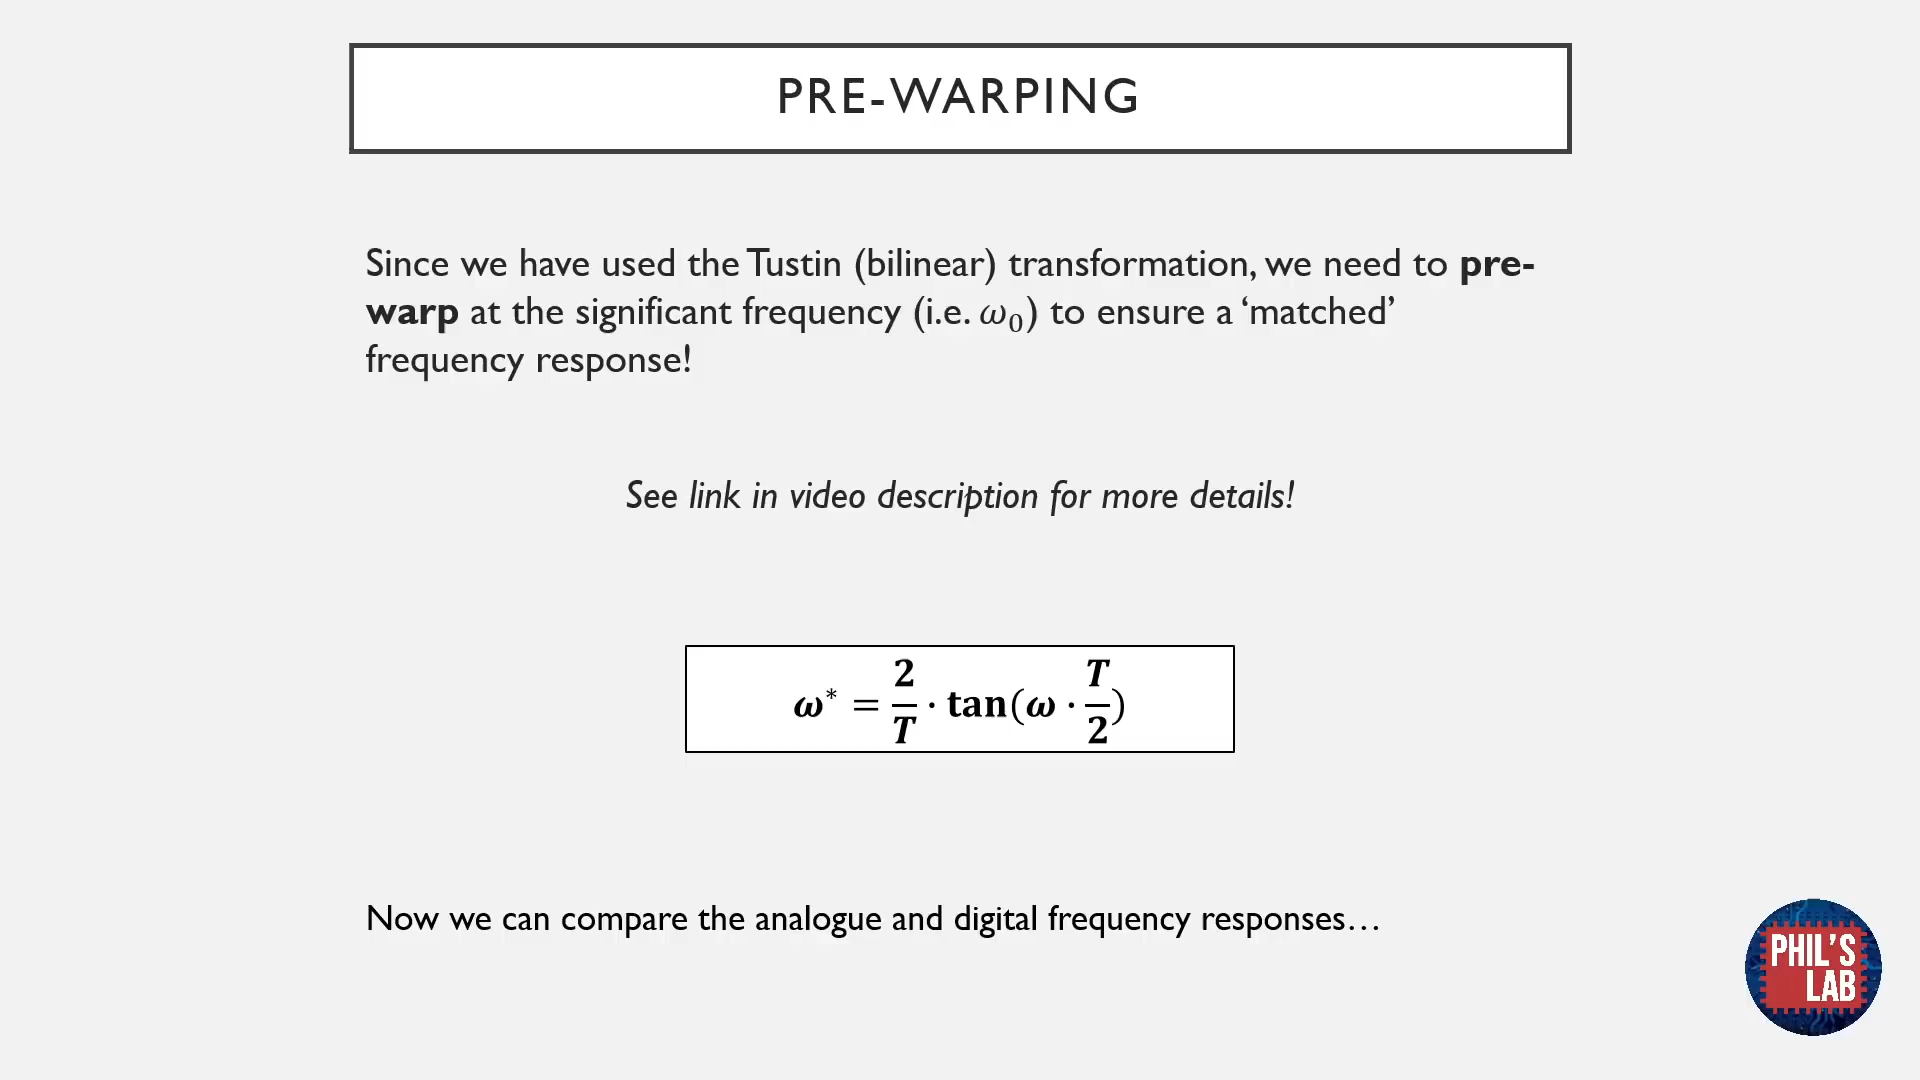 PRE-WARPING
Since we have used the Tustin (bilinear) transformation, we need to pre-
warp at the significant frequency (i.e. ω₀) to ensure a ‘matched’
frequency response!
See link in video description for more details!
ω* = 2/T · tan(ω · T/2)
Now we can compare the analogue and digital frequency responses…
PHIL’S
LAB